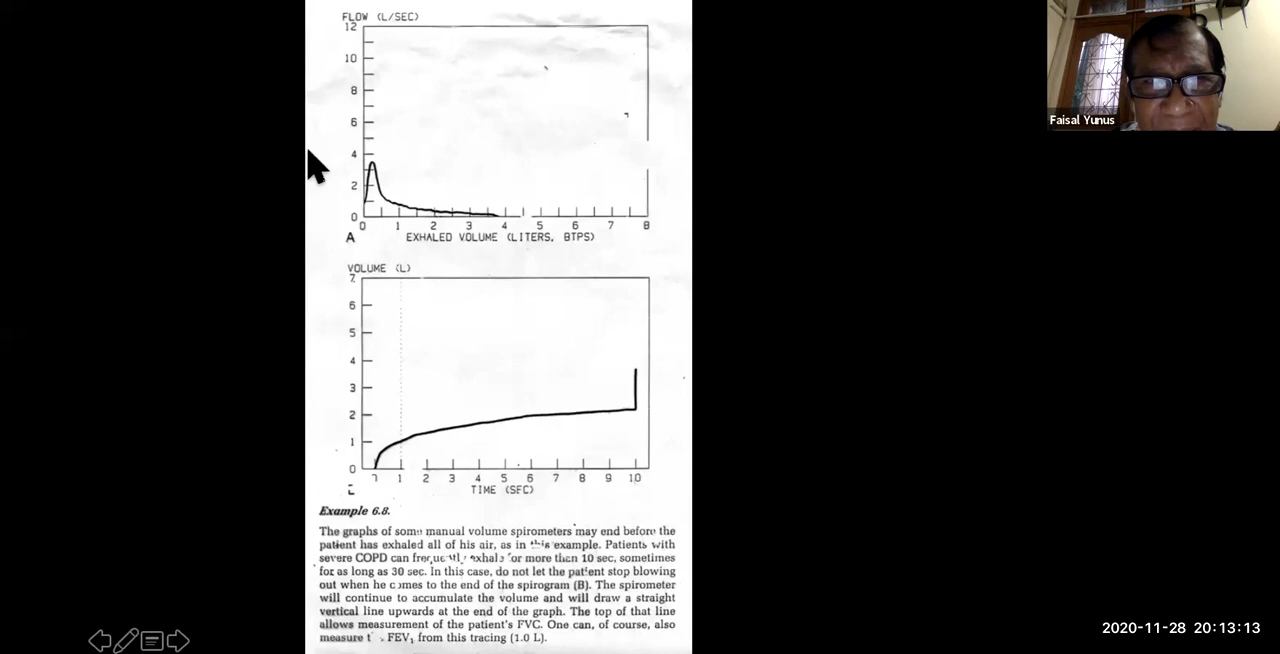 FLOW (L/SEC)
12
10
8
6
4
2
0
0 1 2 3 4 5 6 7 8
A EXHALED VOLUME (LITERS, BTPS)
VOLUME (L)
7
6
5
4
3
2
1
0
1 2 3 4 5 6 7 8 9 10
TIME (SEC)
Example 6.8.
The graphs of some manual volume spirometers may end before the
patient has exhaled all of his air, as in this example. Patients with
severe COPD can frequently exhale for more then 10 sec, sometimes
for as long as 30 sec. In this case, do not let the patient stop blowing
out when he comes to the end of the spirogram (B). The spirometer
will continue to accumulate the volume and will draw a straight
vertical line upwards at the end of the graph. The top of that line
allows measurement of the patient's FVC. One can, of course, also
measure FEV₁ from this tracing (1.0 L).
Faisal Yunus
2020-11-28 20:13:13